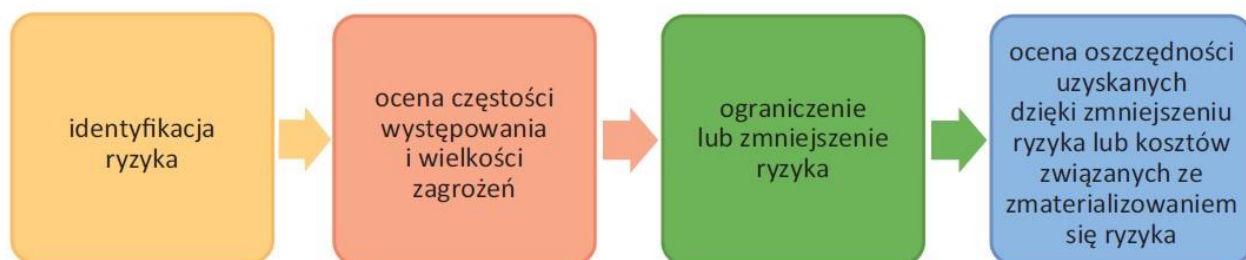 identyfikacja
ryzyka
ocena częstości
występowania
i wielkości
zagrożeń
ograniczenie
lub zmniejszenie
ryzyka
ocena oszczędności
uzyskanych
dzięki zmniejszeniu
ryzyka lub kosztów
związanych ze
zmaterializowaniem
się ryzyka